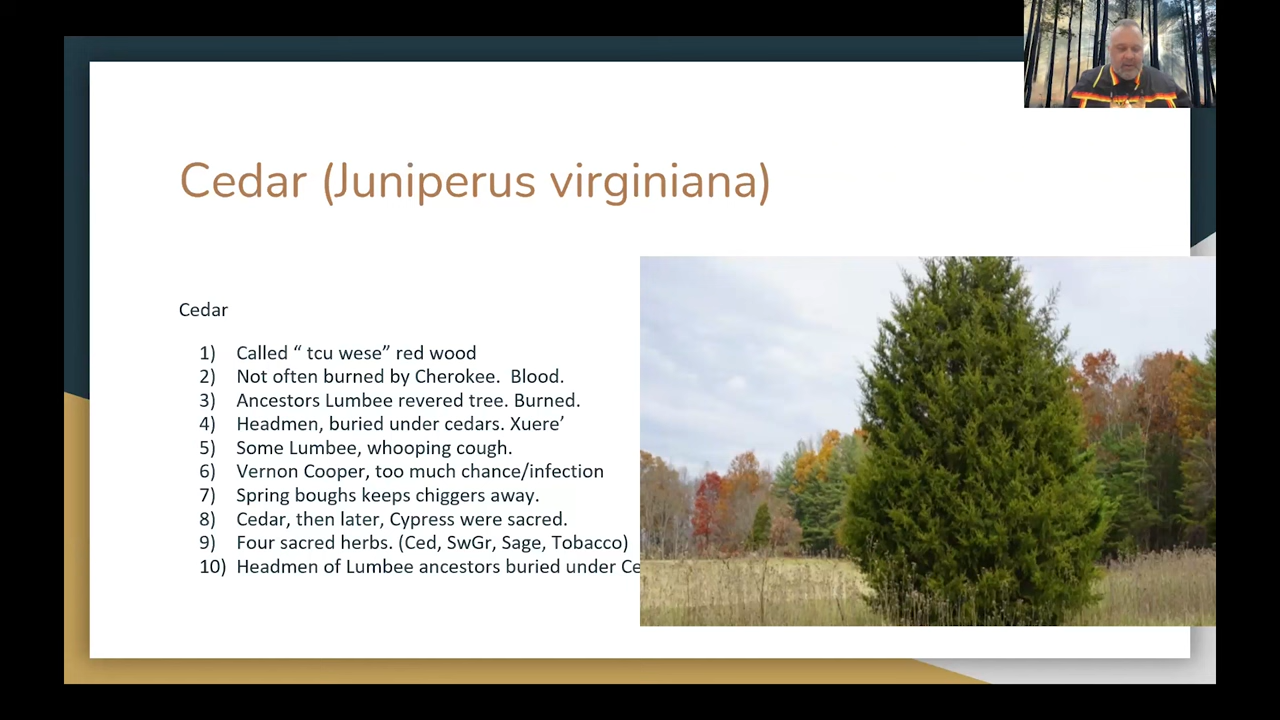 Cedar (Juniperus virginiana)
Cedar
1) Called “ tcu wese” red wood
2) Not often burned by Cherokee.  Blood.
3) Ancestors Lumbee revered tree. Burned.
4) Headmen, buried under cedars. Xuere’
5) Some Lumbee, whooping cough.
6) Vernon Cooper, too much chance/infection
7) Spring boughs keeps chiggers away.
8) Cedar, then later, Cypress were sacred.
9) Four sacred herbs. (Ced, SwGr, Sage, Tobacco)
10) Headmen of Lumbee ancestors buried under Ce